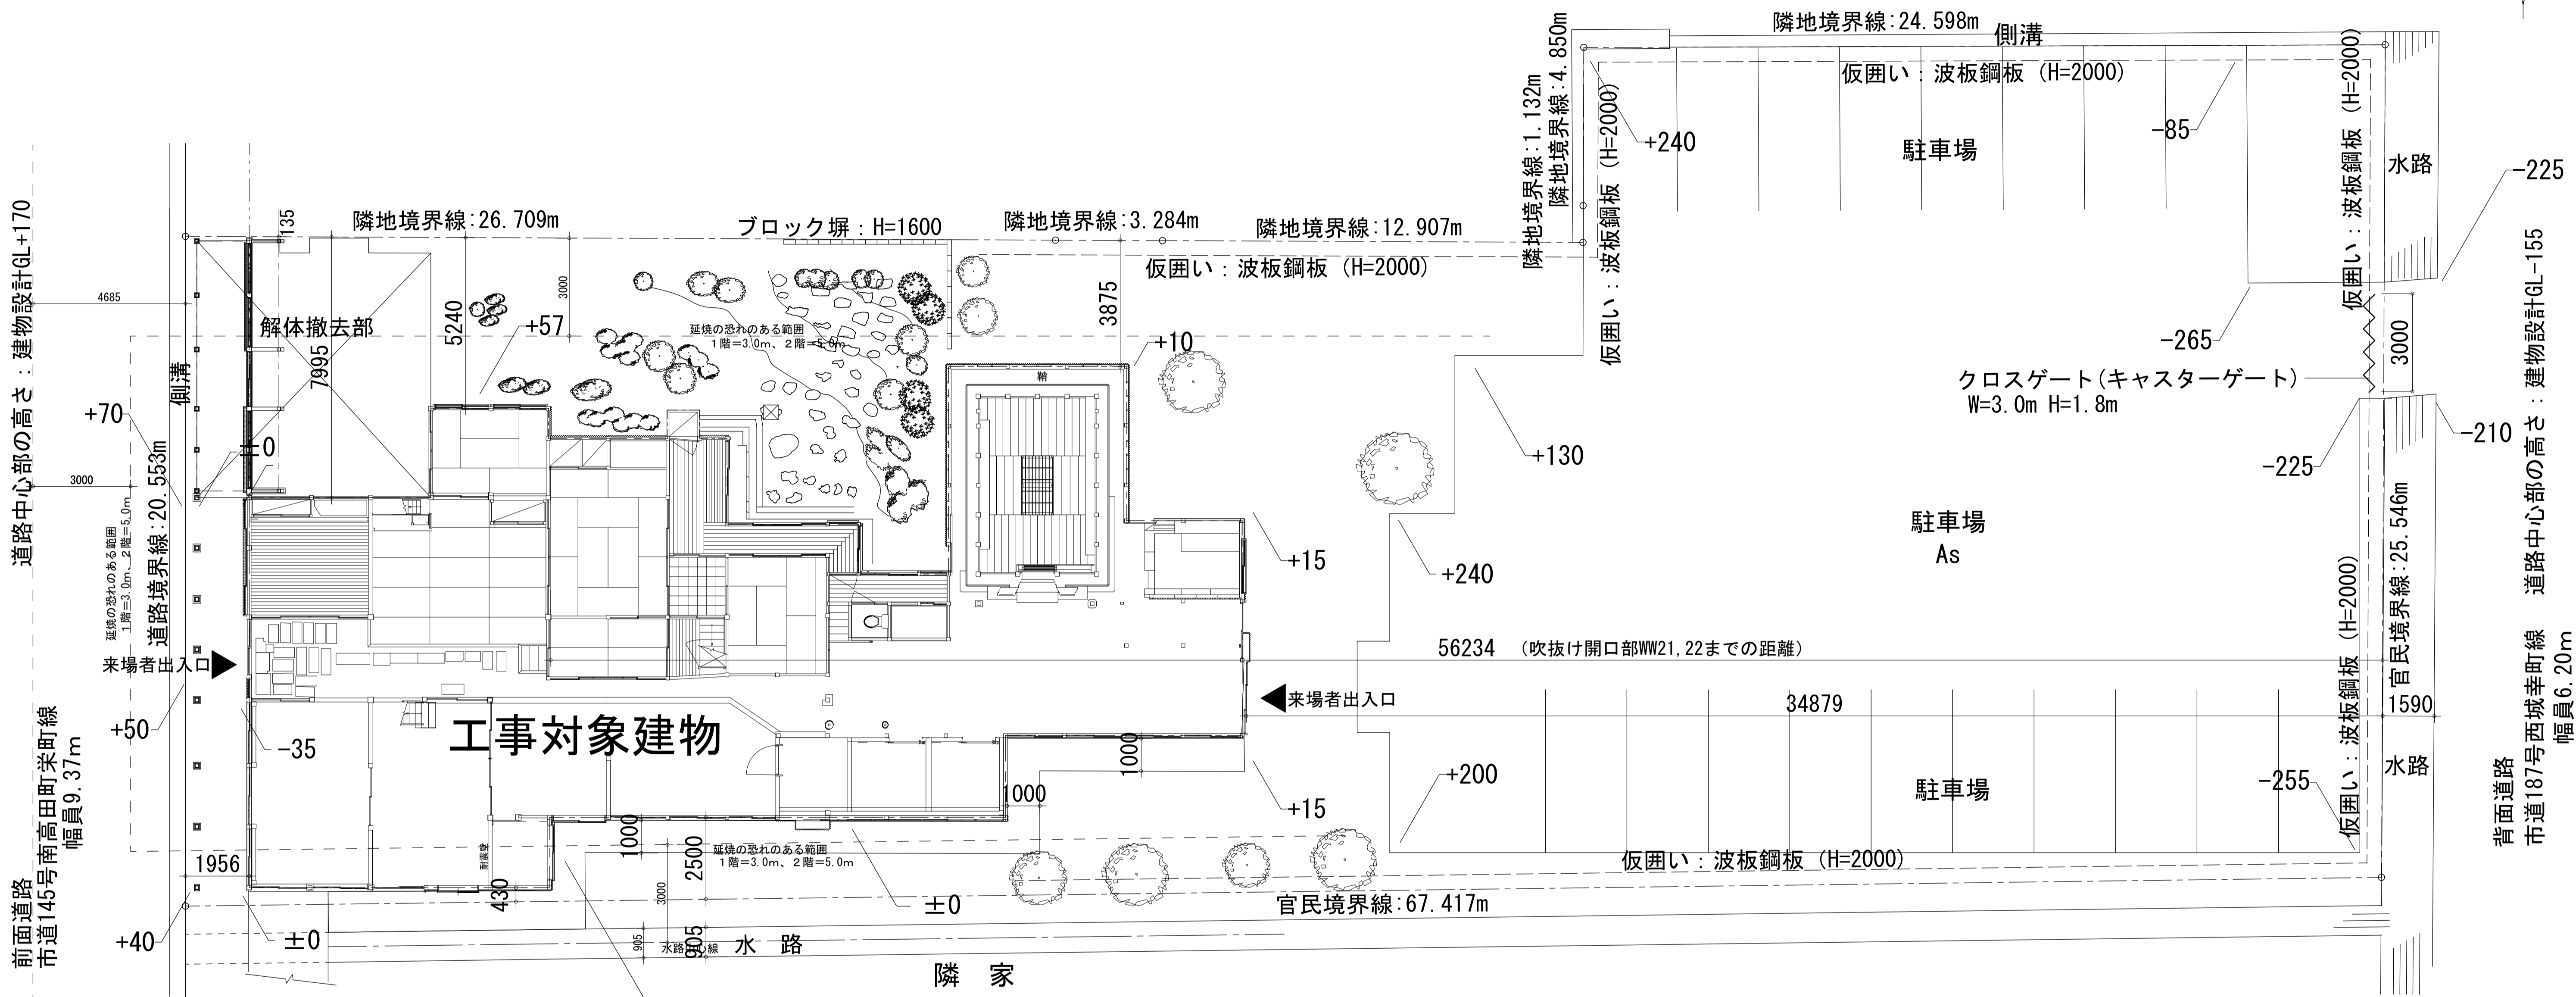 隣地境界線:24.598m
側溝
仮囲い：波板鋼板 (H=2000)
仮囲い：波板鋼板 (H=2000)
隣地境界線:1.132m
隣地境界線:4.850m
仮囲い：波板鋼板 (H=2000)
+240
-85
駐車場
水路
-225
道路中心部の高さ：建物設計GL+170
135
隣地境界線:26.709m
ブロック塀：H=1600
隣地境界線:3.284m
隣地境界線:12.907m
仮囲い：波板鋼板 (H=2000)
4685
解体撤去部
7995
5240
3000
+57
延焼の恐れのある範囲
1階=3.0m、2階=5.0m
3875
+10
鞘
-265
3000
クロスゲート(キャスターゲート)
W=3.0m H=1.8m
側溝
+70
±0
3000
+130
-225
-210
道路中心部の高さ：建物設計GL-155
延焼の恐れのある範囲
1階=3.0m、2階=5.0m
道路境界線:20.553m
+15
+240
駐車場
As
官民境界線:25.546m
仮囲い：波板鋼板 (H=2000)
来場者出入口
56234 （吹抜け開口部WW21,22までの距離）
来場者出入口
34879
1590
+50
-35
工事対象建物
1000
1000
+15
+200
駐車場
-255
水路
背面道路
市道187号西城幸町線
幅員6.20m
前面道路
市道145号南高田町栄町線
幅員9.37m
1956
耐震壁
430
1000
2500
3000
延焼の恐れのある範囲
1階=3.0m、2階=5.0m
±0
仮囲い：波板鋼板 (H=2000)
官民境界線:67.417m
+40
±0
905
905
水路中心線
水 路
隣 家